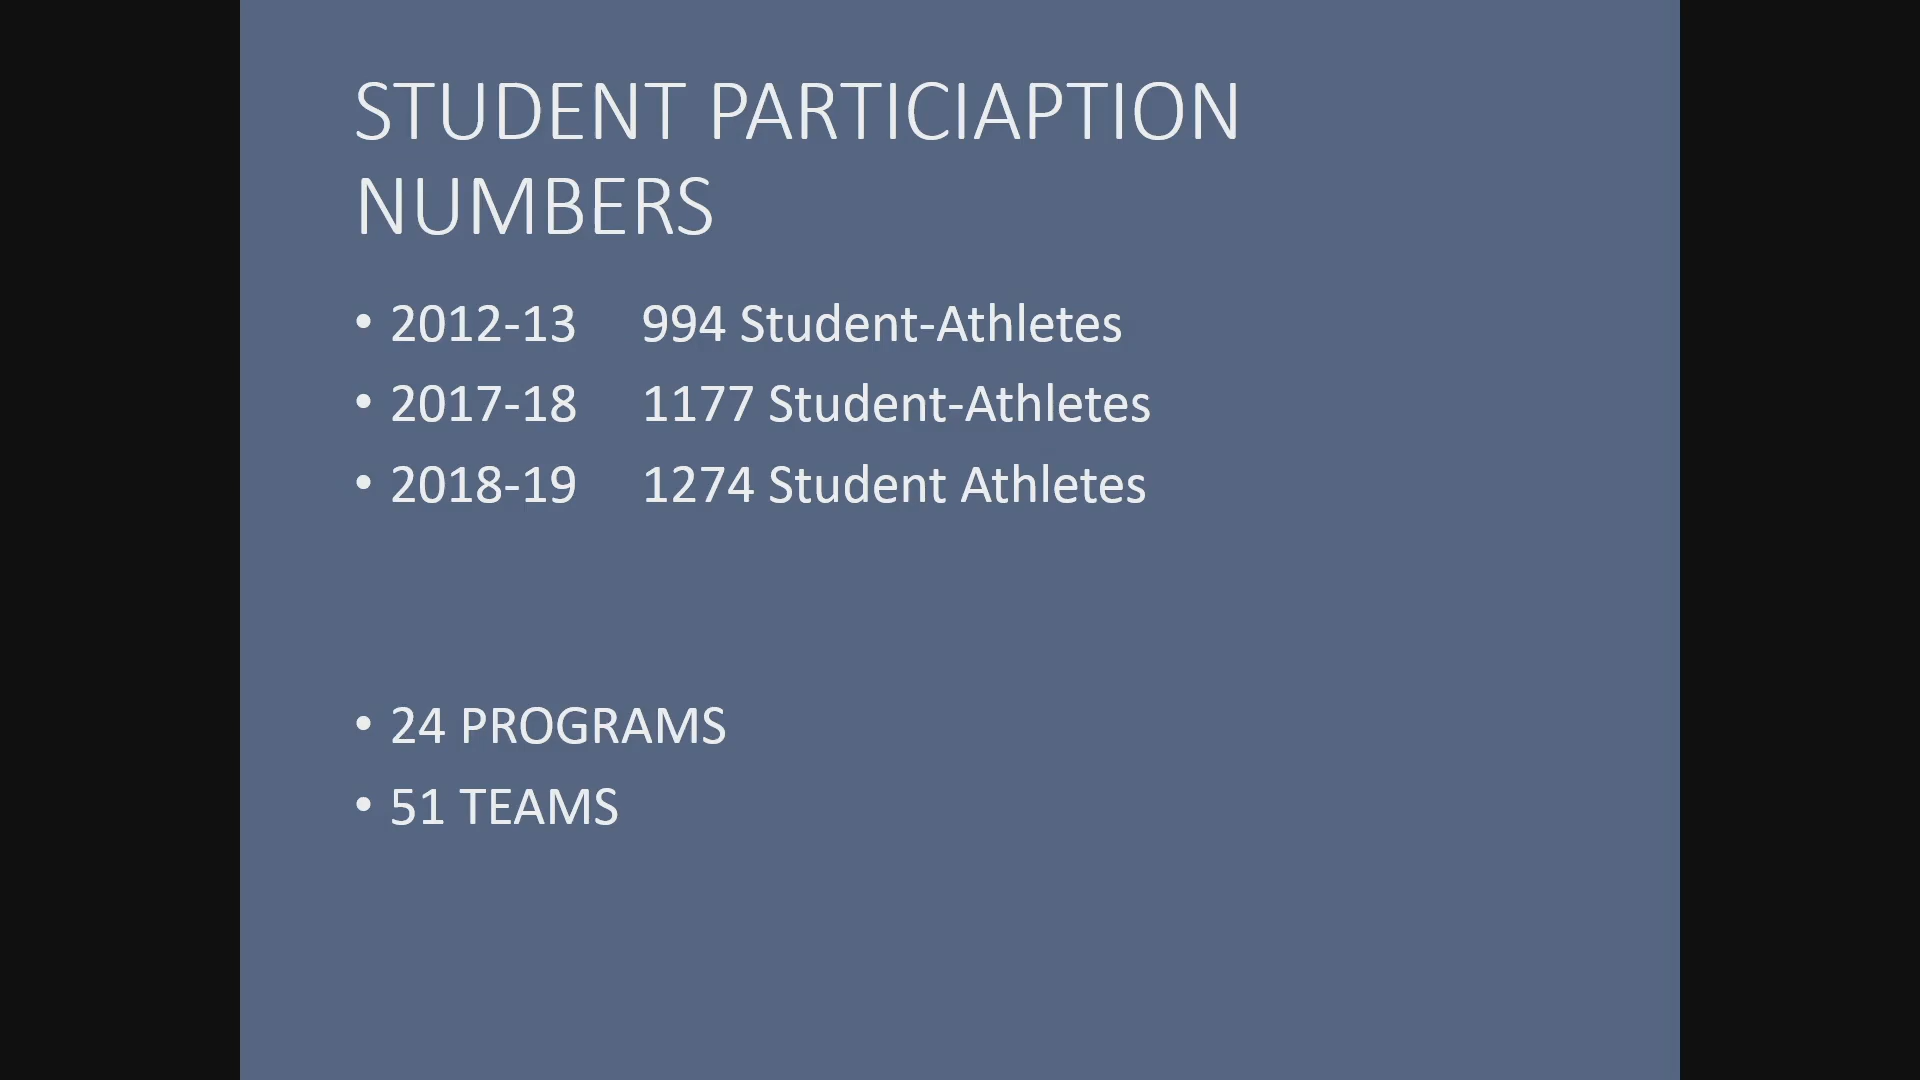 STUDENT PARTICIAPTION
NUMBERS
• 2012-13 994 Student-Athletes
• 2017-18 1177 Student-Athletes
• 2018-19 1274 Student Athletes
• 24 PROGRAMS
• 51 TEAMS